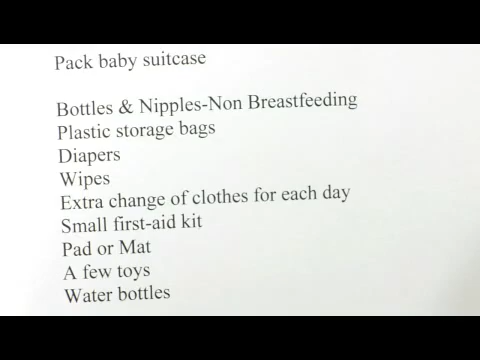 Pack baby suitcase
Bottles & Nipples-Non Breastfeeding
Plastic storage bags
Diapers
Wipes
Extra change of clothes for each day
Small first-aid kit
Pad or Mat
A few toys
Water bottles